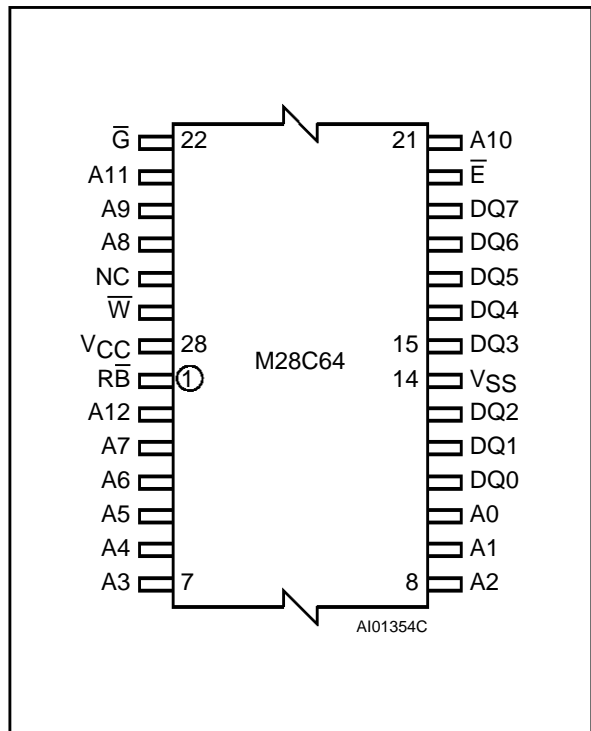 G̅ 22 21 A10
A11 E̅
A9 DQ7
A8 DQ6
NC DQ5
W̅ DQ4
VCC 28 M28C64 15 DQ3
RB̅ 1 14 VSS
A12 DQ2
A7 DQ1
A6 DQ0
A5 A0
A4 A1
A3 7 8 A2
AI01354C